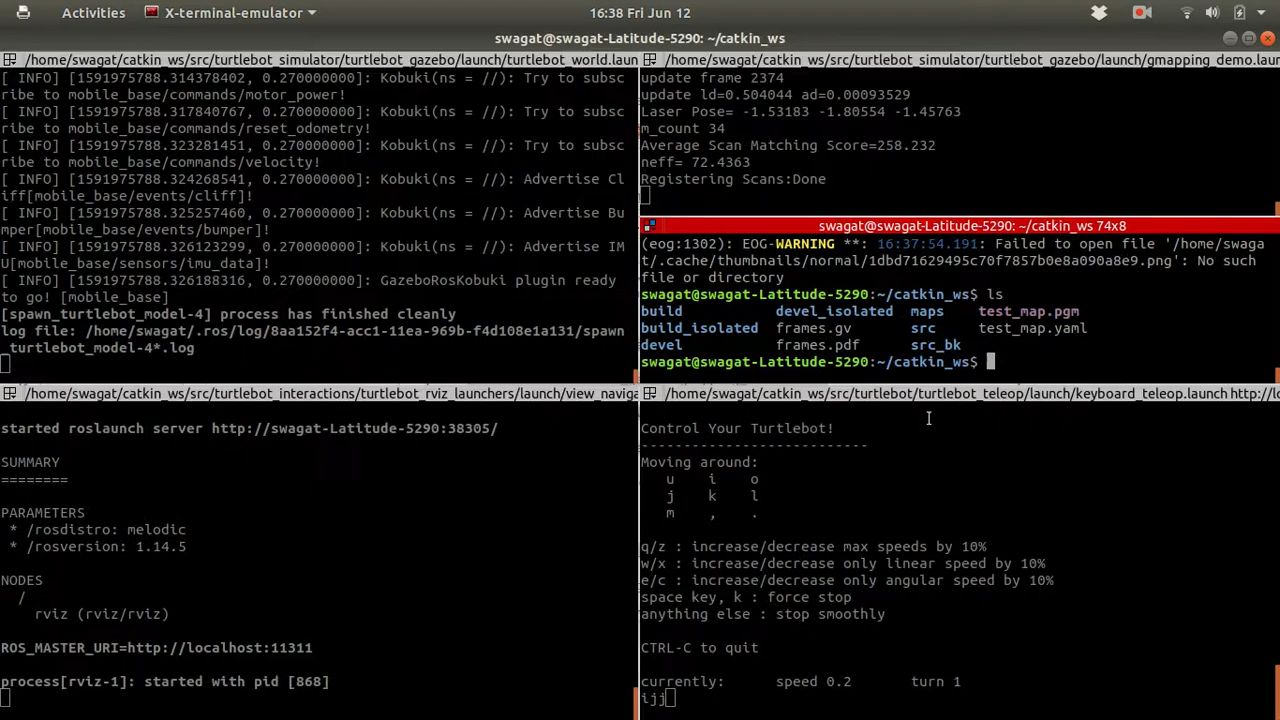 Activities X-terminal-emulator 16:38 Fri Jun 12
swagat@swagat-Latitude-5290: ~/catkin_ws
/home/swagat/catkin_ws/src/turtlebot_simulator/turtlebot_gazebo/launch/turtlebot_world.laun
[ INFO] [1591975788.314378402, 0.270000000]: Kobuki(ns = //): Try to subsc
ribe to mobile_base/commands/motor_power!
[ INFO] [1591975788.317840767, 0.270000000]: Kobuki(ns = //): Try to subsc
ribe to mobile_base/commands/reset_odometry!
[ INFO] [1591975788.323281451, 0.270000000]: Kobuki(ns = //): Try to subsc
ribe to mobile_base/commands/velocity!
[ INFO] [1591975788.324268541, 0.270000000]: Kobuki(ns = //): Advertise Cl
iff[mobile_base/events/cliff]!
[ INFO] [1591975788.325257460, 0.270000000]: Kobuki(ns = //): Advertise Bu
mper[mobile_base/events/bumper]!
[ INFO] [1591975788.326123299, 0.270000000]: Kobuki(ns = //): Advertise IM
U[mobile_base/sensors/imu_data]!
[ INFO] [1591975788.326188316, 0.270000000]: GazeboRosKobuki plugin ready
to go! [mobile_base]
[spawn_turtlebot_model-4] process has finished cleanly
log file: /home/swagat/.ros/log/8aa152f4-acc1-11ea-969b-f4d108e1a131/spawn
_turtlebot_model-4*.log
/home/swagat/catkin_ws/src/turtlebot_simulator/turtlebot_gazebo/launch/gmapping_demo.laun
update frame 2374
update ld=0.504044 ad=0.00093529
Laser Pose= -1.53183 -1.80554 -1.45763
m_count 34
Average Scan Matching Score=258.232
neff= 72.4363
Registering Scans:Done
swagat@swagat-Latitude-5290: ~/catkin_ws 74x8
(eog:1302): EOG-WARNING **: 16:37:54.191: Failed to open file '/home/swaga
t/.cache/thumbnails/normal/1dbd71629495c70f7857b0e8a090a8e9.png': No such
file or directory
swagat@swagat-Latitude-5290:~/catkin_ws$ ls
build devel_isolated maps test_map.pgm
build_isolated frames.gv src test_map.yaml
devel frames.pdf src_bk
swagat@swagat-Latitude-5290:~/catkin_ws$
/home/swagat/catkin_ws/src/turtlebot_interactions/turtlebot_rviz_launchers/launch/view_naviga
started roslaunch server http://swagat-Latitude-5290:38305/
SUMMARY
========
PARAMETERS
* /rosdistro: melodic
* /rosversion: 1.14.5
NODES
/
rviz (rviz/rviz)
ROS_MASTER_URI=http://localhost:11311
process[rviz-1]: started with pid [868]
/home/swagat/catkin_ws/src/turtlebot/turtlebot_teleop/launch/keyboard_teleop.launch http://lo
Control Your Turtlebot!
---------------------------
Moving around:
u i o
j k l
m , .
q/z : increase/decrease max speeds by 10%
w/x : increase/decrease only linear speed by 10%
e/c : increase/decrease only angular speed by 10%
space key, k : force stop
anything else : stop smoothly
CTRL-C to quit
currently: speed 0.2 turn 1
ijj